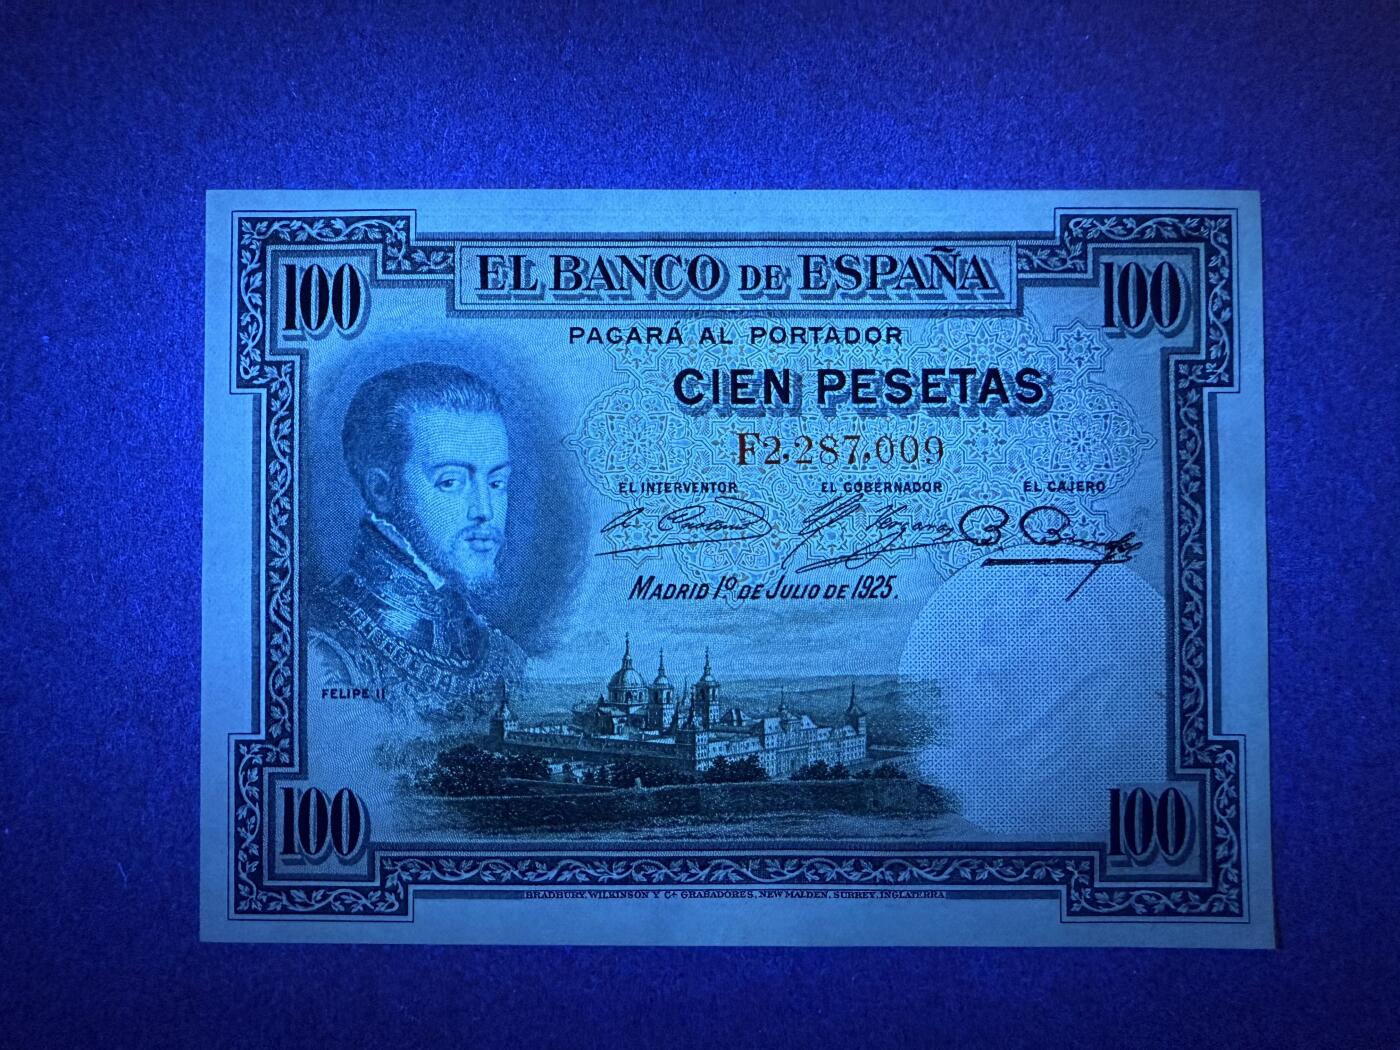 100
EL BANCO DE ESPAÑA
100
PAGARÁ AL PORTADOR
CIEN PESETAS
F2,287,009
EL INTERVENTOR
EL GOBERNADOR
EL CAJERO
MADRID 1º DE JULIO DE 1925.
FELIPE II
100
100
BRADBURY, WILKINSON Y Cª GRABADORES, NEW MALDEN, SURREY, INGLATERRA